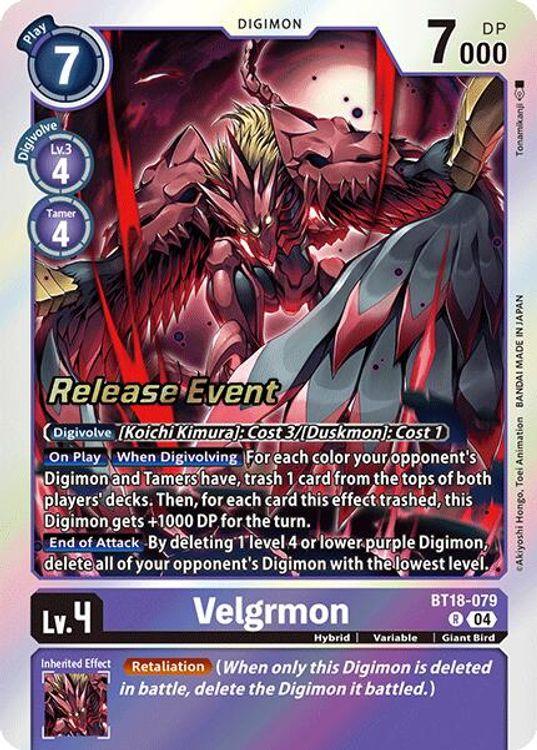 DIGIMON
Play
7
7000
DP
Digivolve
Lv.3
4
Tamer
4
Tonamikanji
BANDAI MADE IN JAPAN
©Akiyoshi Hongo, Toei Animation
Release Event
Digivolve [Koichi Kimura]: Cost 3/[Duskmon]: Cost 1
On Play When Digivolving For each color your opponent's
Digimon and Tamers have, trash 1 card from the tops of both
players' decks. Then, for each card this effect trashed, this
Digimon gets +1000 DP for the turn.
End of Attack By deleting 1 level 4 or lower purple Digimon,
delete all of your opponent's Digimon with the lowest level.
Lv.4
Velgrmon
BT18-079
R 04
Hybrid | Variable | Giant Bird
Inherited Effect
Retaliation (When only this Digimon is deleted
in battle, delete the Digimon it battled.)